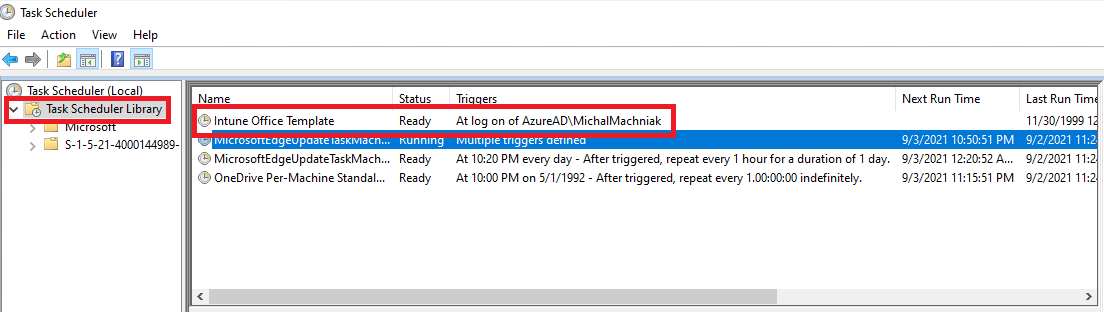 Task Scheduler
File Action View Help
Task Scheduler (Local)
Task Scheduler Library
Microsoft
S-1-5-21-4000144989-
Name Status Triggers Next Run Time Last Run Time
Intune Office Template Ready At log on of AzureAD\MichalMachniak 11/30/1999 12
MicrosoftEdgeUpdateTaskMach... Running Multiple triggers defined 9/3/2021 10:50:51 PM 9/2/2021 11:24
MicrosoftEdgeUpdateTaskMach... Ready At 10:20 PM every day - After triggered, repeat every 1 hour for a duration of 1 day. 9/3/2021 12:20:52 A... 9/2/2021 11:24
OneDrive Per-Machine Standal... Ready At 10:00 PM on 5/1/1992 - After triggered, repeat every 1.00:00:00 indefinitely. 9/3/2021 11:15:51 PM 9/2/2021 11:24